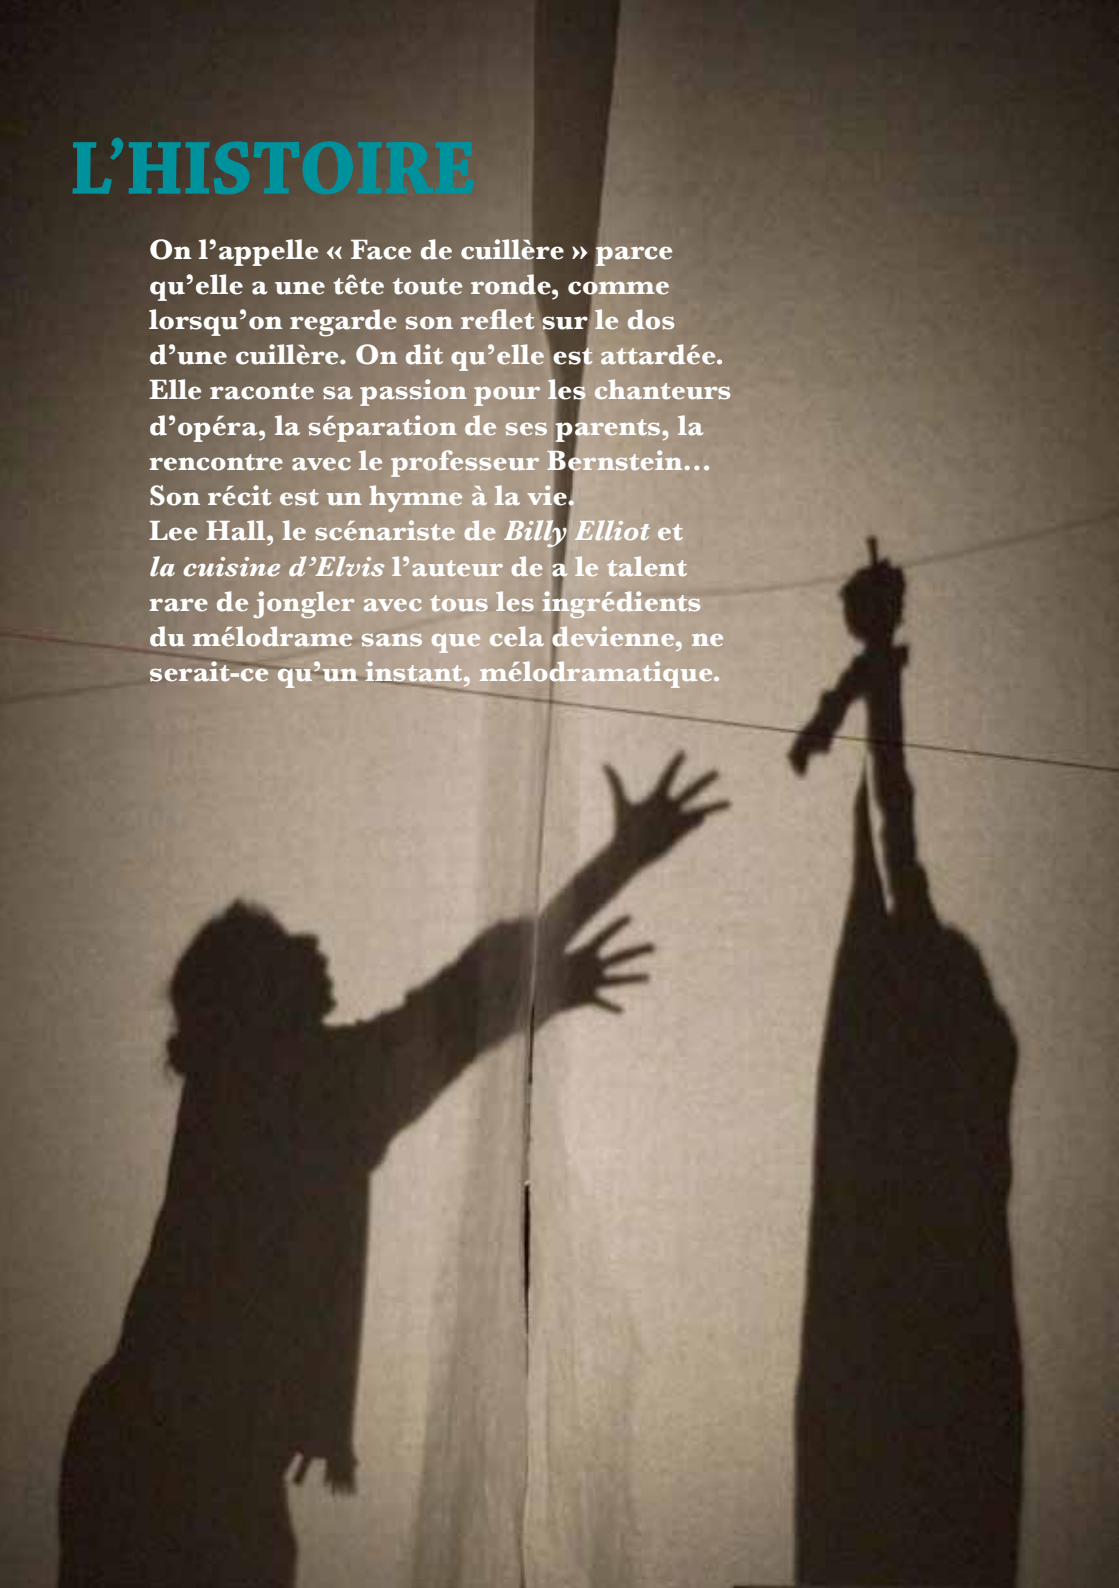 L’HISTOIRE
On l’appelle « Face de cuillère » parce
qu’elle a une tête toute ronde, comme
lorsqu’on regarde son reflet sur le dos
d’une cuillère. On dit qu’elle est attardée.
Elle raconte sa passion pour les chanteurs
d’opéra, la séparation de ses parents, la
rencontre avec le professeur Bernstein…
Son récit est un hymne à la vie.
Lee Hall, le scénariste de Billy Elliot et
la cuisine d’Elvis l’auteur de a le talent
rare de jongler avec tous les ingrédients
du mélodrame sans que cela devienne, ne
serait-ce qu’un instant, mélodramatique.